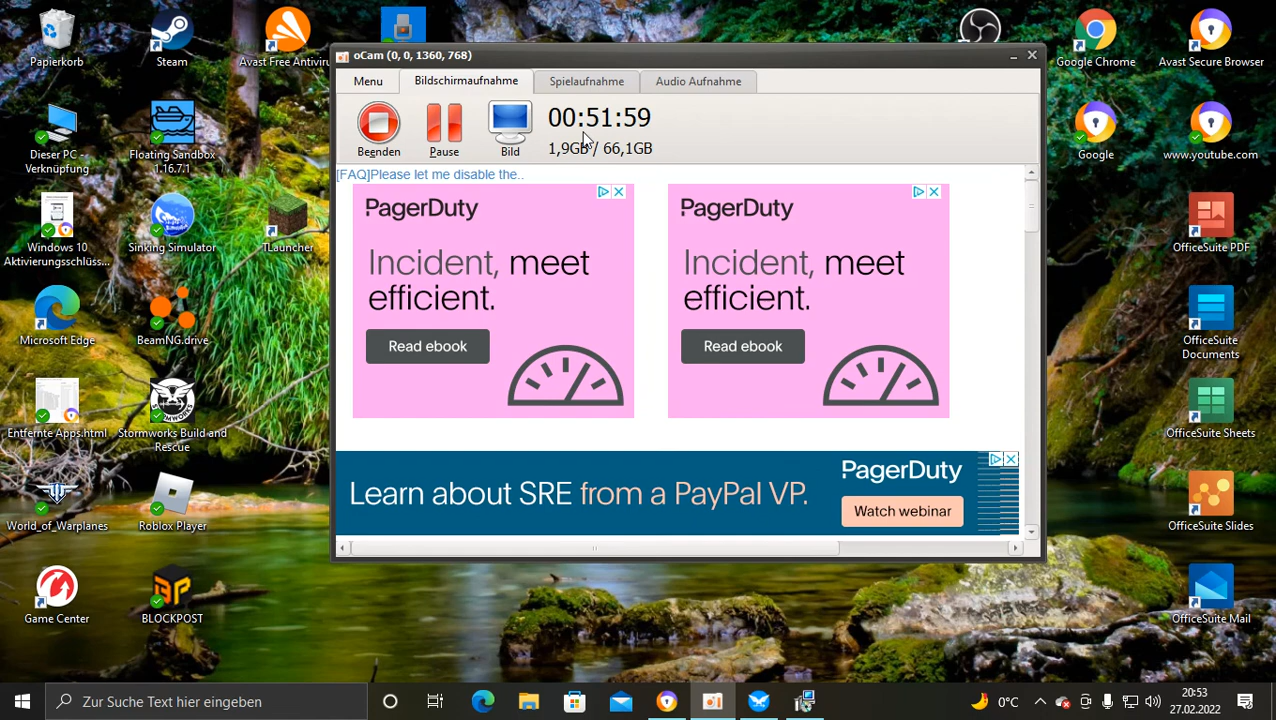 Papierkorb
Steam
Avast Free Antiviru
Google Chrome
Avast Secure Browser
Dieser PC -
Verknüpfung
Floating Sandbox
1.16.7.1
Google
www.youtube.com
Windows 10
Aktivierungsschlüss...
Sinking Simulator
TLauncher
OfficeSuite PDF
Microsoft Edge
BeamNG.drive
OfficeSuite
Documents
Entfernte Apps.html
Stormworks Build and
Rescue
OfficeSuite Sheets
World_of_Warplanes
Roblox Player
OfficeSuite Slides
Game Center
BLOCKPOST
OfficeSuite Mail
oCam (0, 0, 1360, 768)
Menu
Bildschirmaufnahme
Spielaufnahme
Audio Aufnahme
Beenden
Pause
Bild
00:51:59
1,9GB / 66,1GB
[FAQ]Please let me disable the..
PagerDuty
Incident, meet
efficient.
Read ebook
PagerDuty
Incident, meet
efficient.
Read ebook
Learn about SRE from a PayPal VP.
PagerDuty
Watch webinar
Zur Suche Text hier eingeben
0°C
20:53
27.02.2022